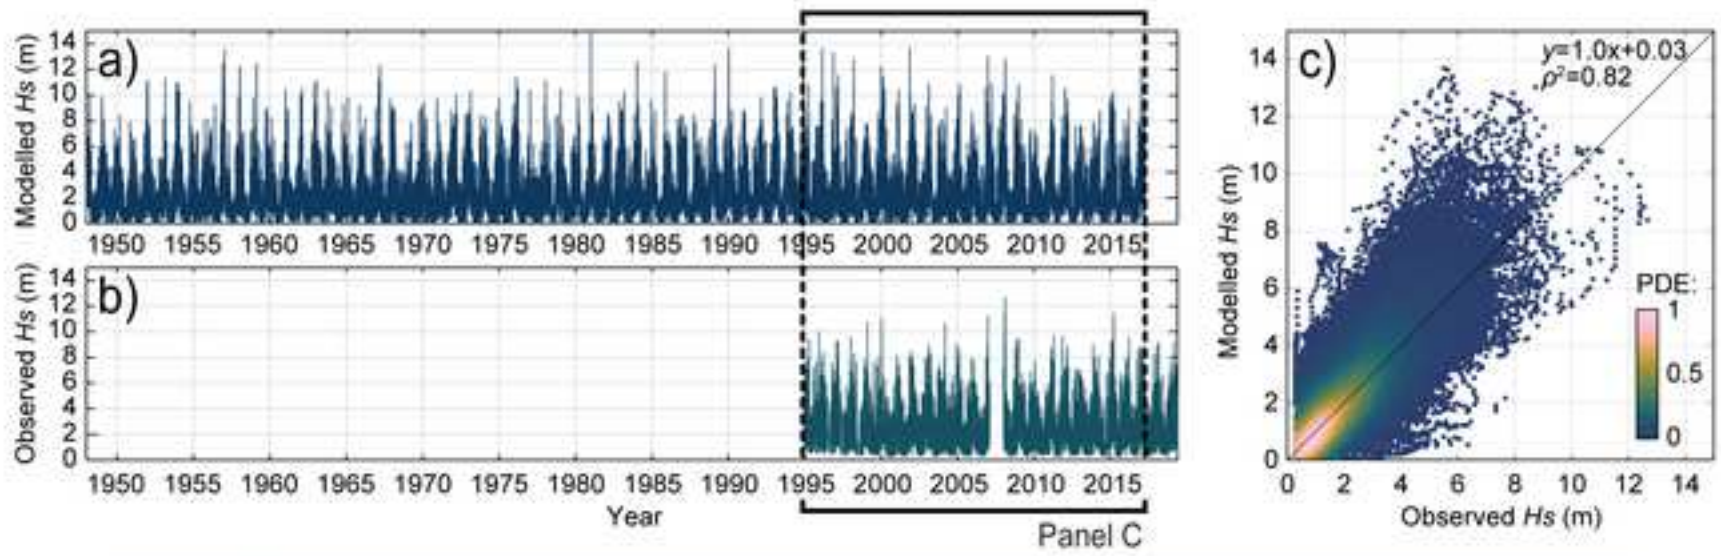 a)
Modelled Hs (m)
14
12
10
8
6
4
2
0
1950 1955 1960 1965 1970 1975 1980 1985 1990 1995 2000 2005 2010 2015
b)
Observed Hs (m)
14
12
10
8
6
4
2
0
1950 1955 1960 1965 1970 1975 1980 1985 1990 1995 2000 2005 2010 2015
Year
Panel C
c)
y=1.0x+0.03
ρ²=0.82
Modelled Hs (m)
14
12
10
8
6
4
2
0
PDE:
1
0.5
0
0 2 4 6 8 10 12 14
Observed Hs (m)